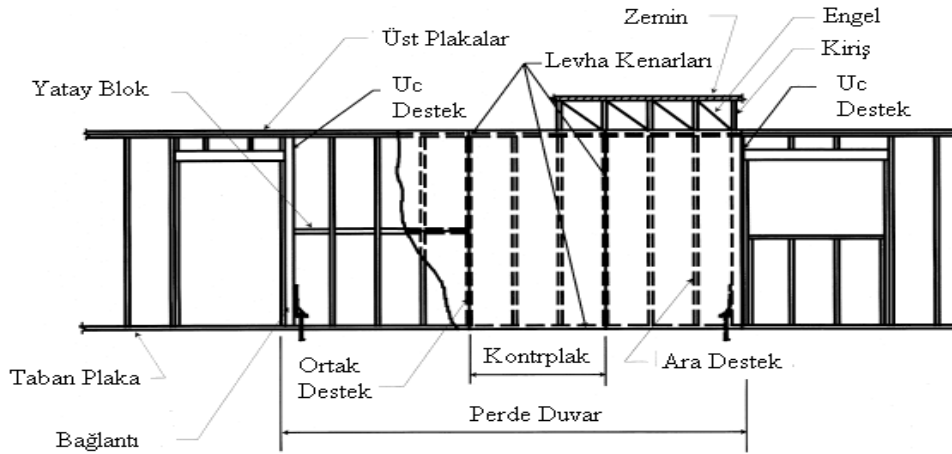 Zemin
Engel
Üst Plakalar
Kiriş
Levha Kenarları
Yatay Blok
Uc
Destek
Uc
Destek
Taban Plaka
Ortak
Destek
Kontrplak
Ara Destek
Perde Duvar
Bağlantı